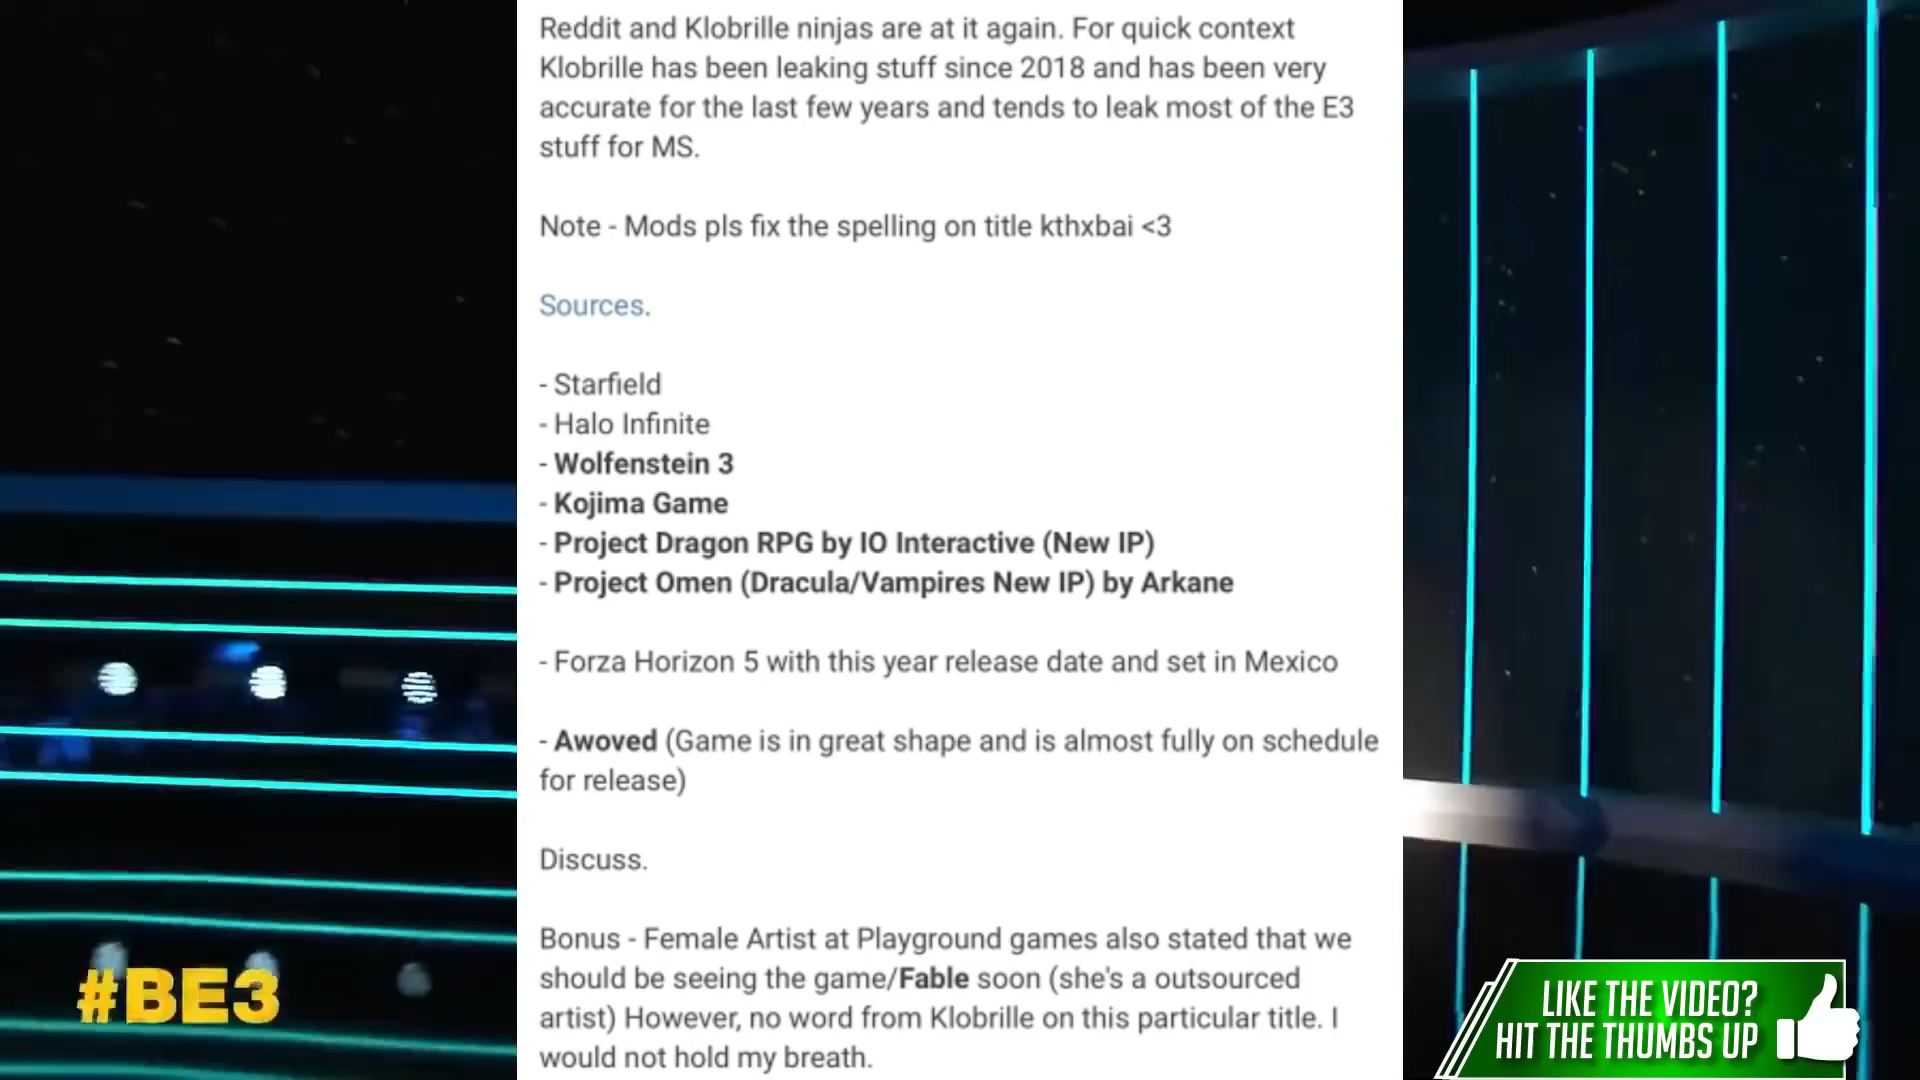 Reddit and Klobrille ninjas are at it again. For quick context
Klobrille has been leaking stuff since 2018 and has been very
accurate for the last few years and tends to leak most of the E3
stuff for MS.
Note - Mods pls fix the spelling on title kthxbai <3
Sources.
- Starfield
- Halo Infinite
- Wolfenstein 3
- Kojima Game
- Project Dragon RPG by IO Interactive (New IP)
- Project Omen (Dracula/Vampires New IP) by Arkane
- Forza Horizon 5 with this year release date and set in Mexico
- Awoved (Game is in great shape and is almost fully on schedule
for release)
Discuss.
Bonus - Female Artist at Playground games also stated that we
should be seeing the game/Fable soon (she's a outsourced
artist) However, no word from Klobrille on this particular title. I
would not hold my breath.
#BE3
LIKE THE VIDEO?
HIT THE THUMBS UP